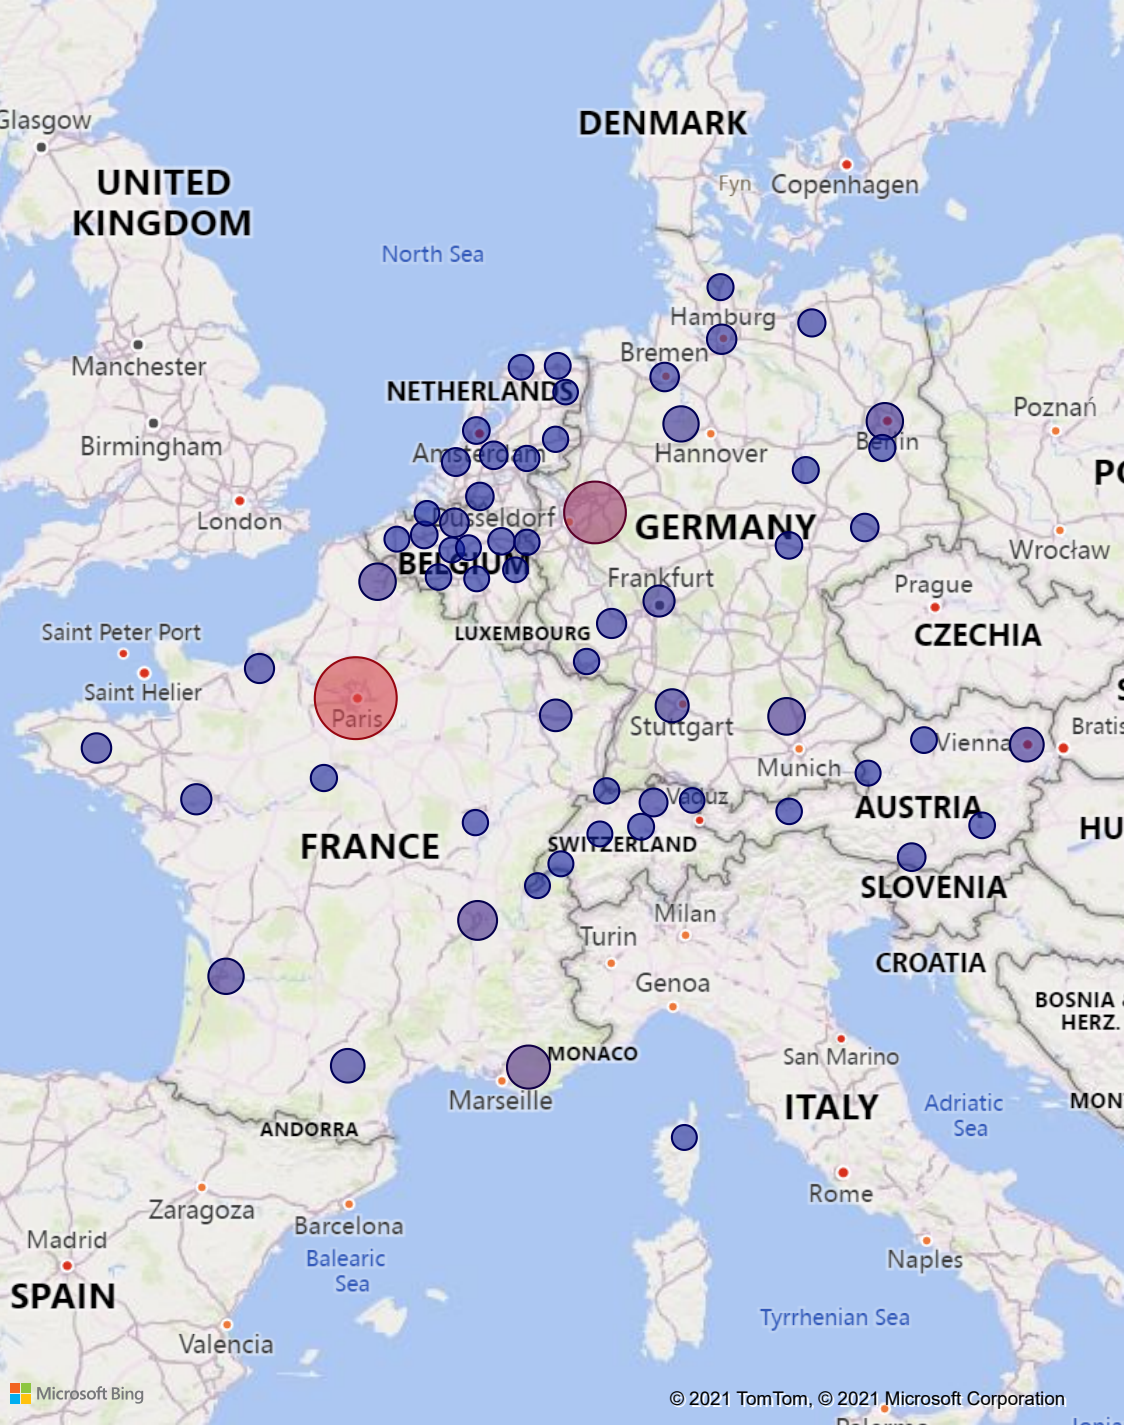 DENMARK
Glasgow
Fyn
Copenhagen
UNITED
KINGDOM
North Sea
Hamburg
Manchester
Bremen
NETHERLANDS
Birmingham
Poznań
Amsterdam
Hannover
Berlin
London
Düsseldorf
GERMANY
BELGIUM
Wrocław
Frankfurt
Prague
Saint Peter Port
LUXEMBOURG
CZECHIA
Saint Helier
Paris
Stuttgart
Vienna
Munich
Vaduz
AUSTRIA
FRANCE
SWITZERLAND
HU
SLOVENIA
Milan
Turin
CROATIA
Genoa
BOSNIA
HERZ.
MONACO
San Marino
Marseille
ITALY
Adriatic
Sea
MON
ANDORRA
Rome
Zaragoza
Barcelona
Madrid
Balearic
Sea
Naples
SPAIN
Tyrrhenian Sea
Valencia
Microsoft Bing
© 2021 TomTom, © 2021 Microsoft Corporation